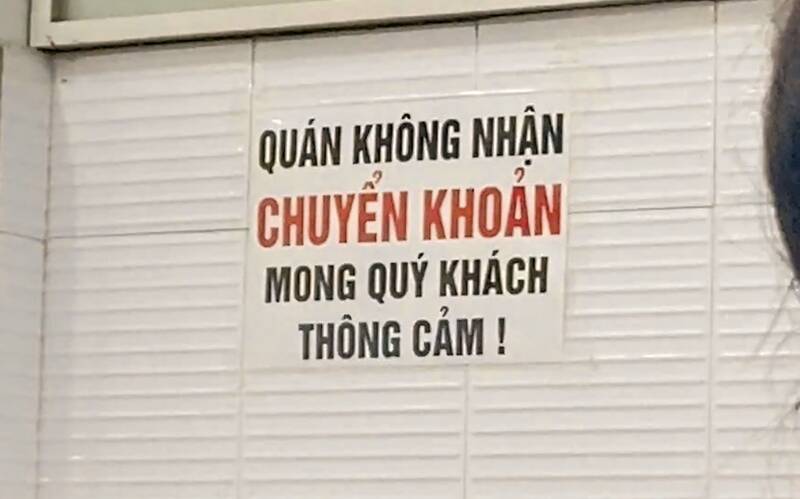 QUÁN KHÔNG NHẬN
CHUYỂN KHOẢN
MONG QUÝ KHÁCH
THÔNG CẢM !